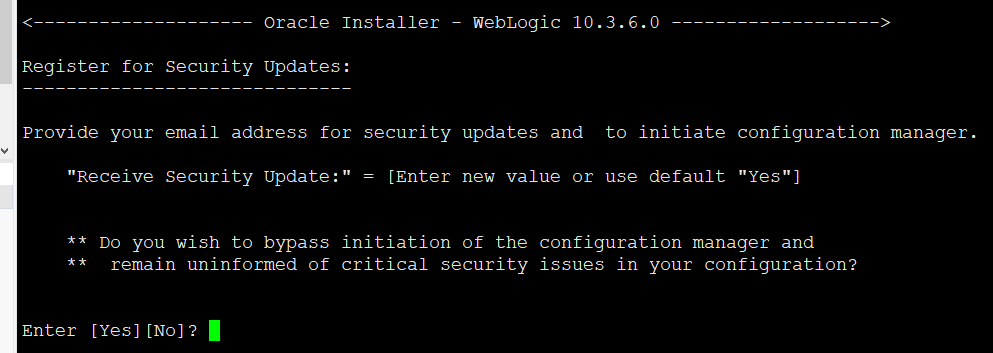 <-------------------- Oracle Installer - WebLogic 10.3.6.0 ------------------->
Register for Security Updates:
------------------------------
Provide your email address for security updates and  to initiate configuration manager.
"Receive Security Update:" = [Enter new value or use default "Yes"]
** Do you wish to bypass initiation of the configuration manager and
**  remain uninformed of critical security issues in your configuration?
Enter [Yes][No]?